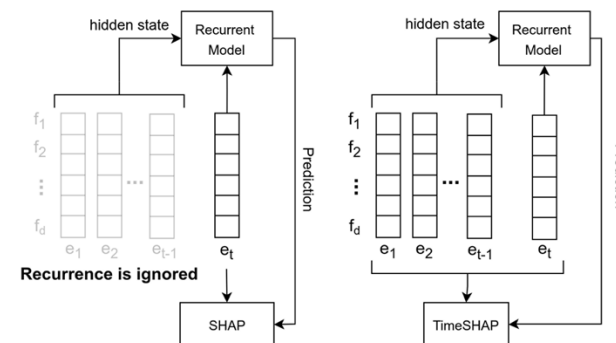 hidden state
Recurrent
Model
f1
f2
...
fd
e1 e2 ... et-1 et
Prediction
Recurrence is ignored
SHAP
hidden state
Recurrent
Model
f1
f2
...
fd
e1 e2 ... et-1 et
TimeSHAP